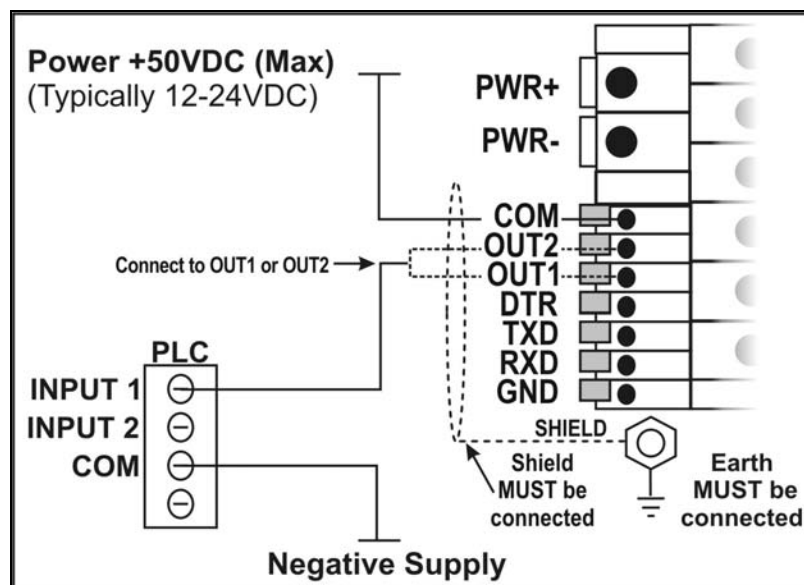 Power +50VDC (Max)
(Typically 12-24VDC)
PWR+
PWR-
COM
OUT2
OUT1
DTR
TXD
RXD
GND
Connect to OUT1 or OUT2
PLC
INPUT 1
INPUT 2
COM
SHIELD
Shield
MUST be
connected
Earth
MUST be
connected
Negative Supply